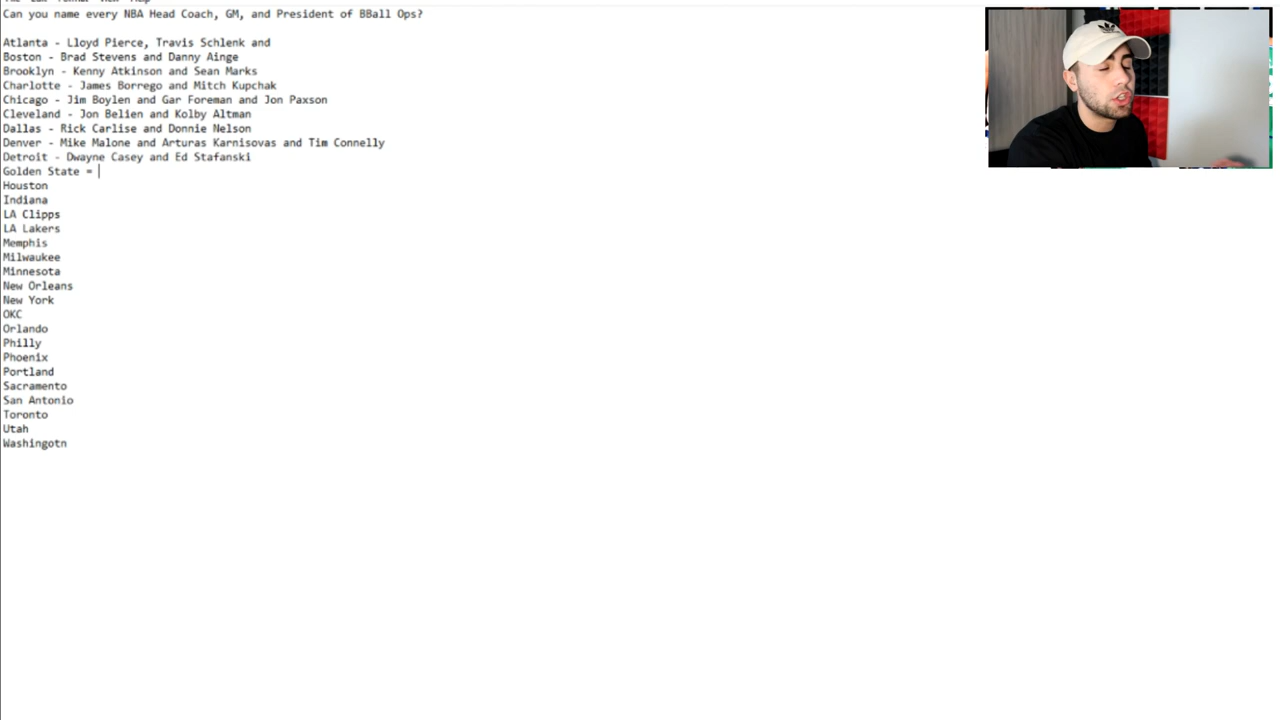 Can you name every NBA Head Coach, GM, and President of BBall Ops?
Atlanta - Lloyd Pierce, Travis Schlenk and
Boston - Brad Stevens and Danny Ainge
Brooklyn - Kenny Atkinson and Sean Marks
Charlotte - James Borrego and Mitch Kupchak
Chicago - Jim Boylen and Gar Foreman and Jon Paxson
Cleveland - Jon Belien and Kolby Altman
Dallas - Rick Carlise and Donnie Nelson
Denver - Mike Malone and Arturas Karnisovas and Tim Connelly
Detroit - Dwayne Casey and Ed Stafanski
Golden State =
Houston
Indiana
LA Clipps
LA Lakers
Memphis
Milwaukee
Minnesota
New Orleans
New York
OKC
Orlando
Philly
Phoenix
Portland
Sacramento
San Antonio
Toronto
Utah
Washingotn